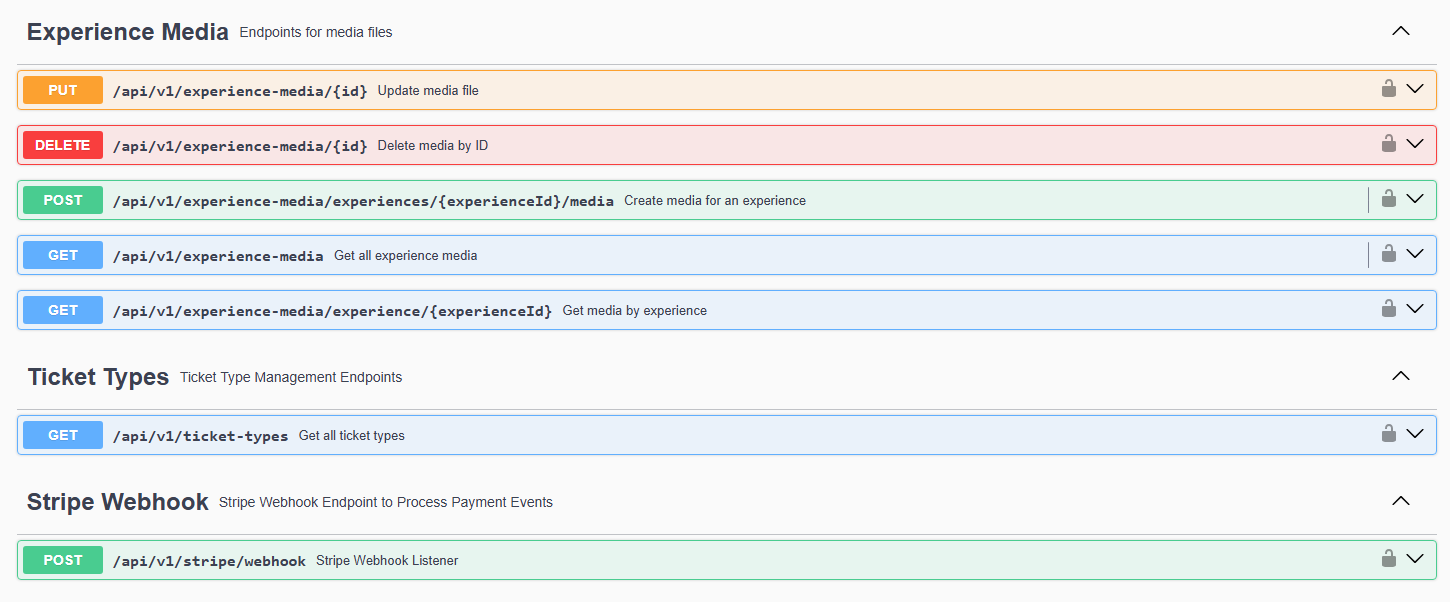 Experience Media Endpoints for media files
PUT /api/v1/experience-media/{id} Update media file
DELETE /api/v1/experience-media/{id} Delete media by ID
POST /api/v1/experience-media/experiences/{experienceId}/media Create media for an experience
GET /api/v1/experience-media Get all experience media
GET /api/v1/experience-media/experience/{experienceId} Get media by experience
Ticket Types Ticket Type Management Endpoints
GET /api/v1/ticket-types Get all ticket types
Stripe Webhook Stripe Webhook Endpoint to Process Payment Events
POST /api/v1/stripe/webhook Stripe Webhook Listener